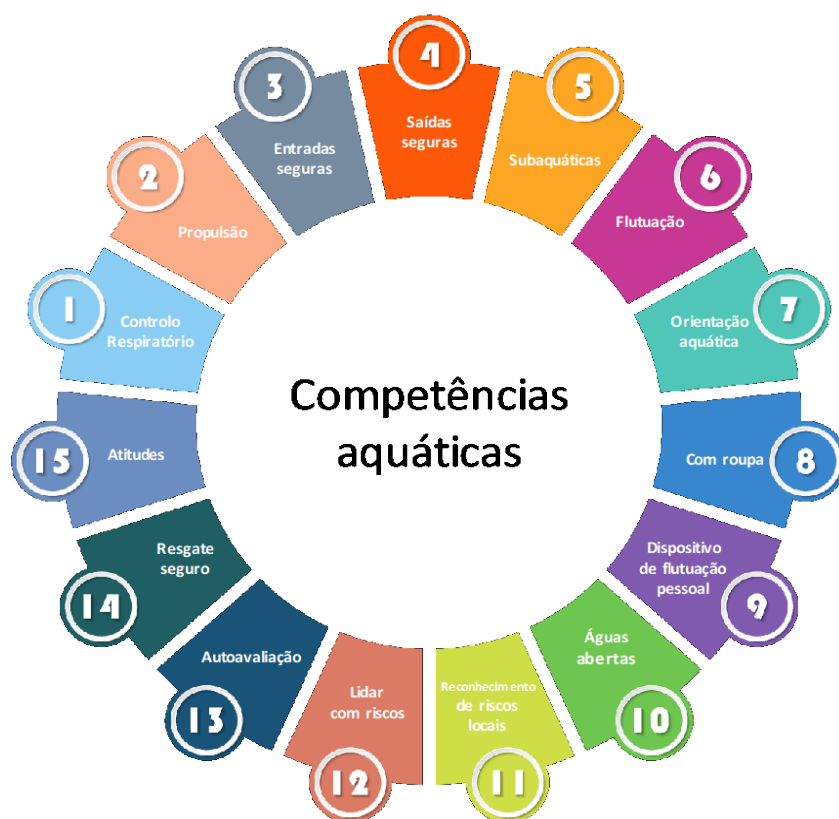 Competências
aquáticas
1
Controlo
Respiratório
2
Propulsão
3
Entradas
seguras
4
Saídas
seguras
5
Subaquáticas
6
Flutuação
7
Orientação
aquática
8
Com roupa
9
Dispositivo
de flutuação
pessoal
10
Águas
abertas
11
Reconhecimento
de riscos
locais
12
Lidar
com riscos
13
Autoavaliação
14
Resgate
seguro
15
Atitudes